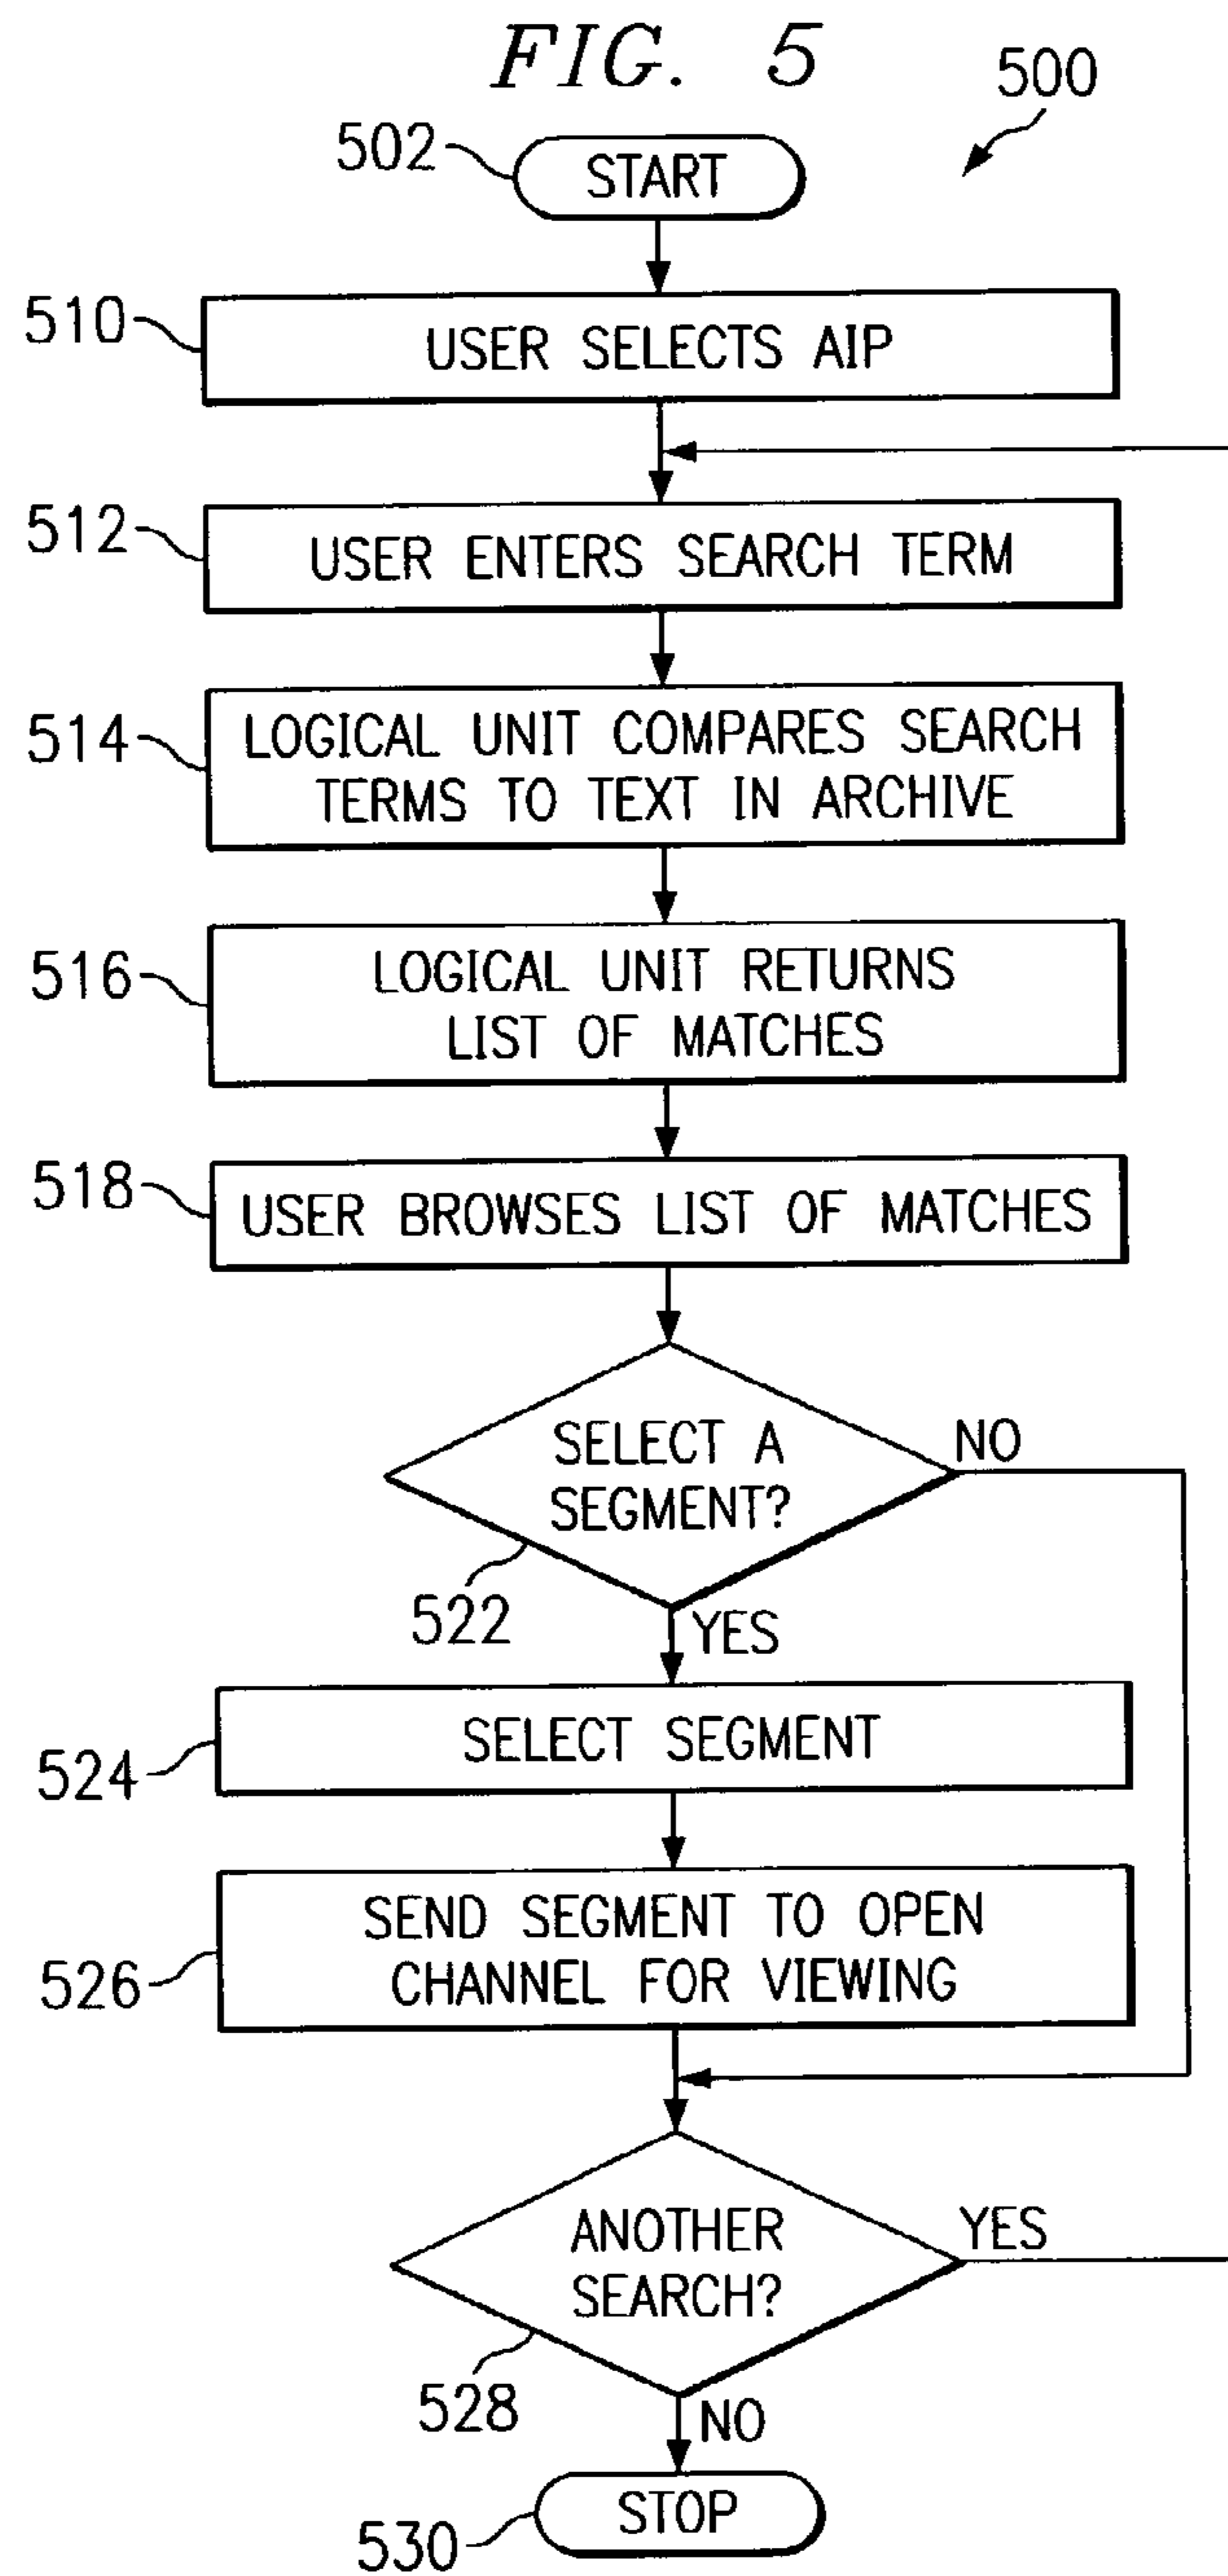 FIG. 5
500
502
START
510
USER SELECTS AIP
512
USER ENTERS SEARCH TERM
514
LOGICAL UNIT COMPARES SEARCH
TERMS TO TEXT IN ARCHIVE
516
LOGICAL UNIT RETURNS
LIST OF MATCHES
518
USER BROWSES LIST OF MATCHES
SELECT A
SEGMENT?
NO
522
YES
524
SELECT SEGMENT
526
SEND SEGMENT TO OPEN
CHANNEL FOR VIEWING
ANOTHER
SEARCH?
YES
528
NO
530
STOP